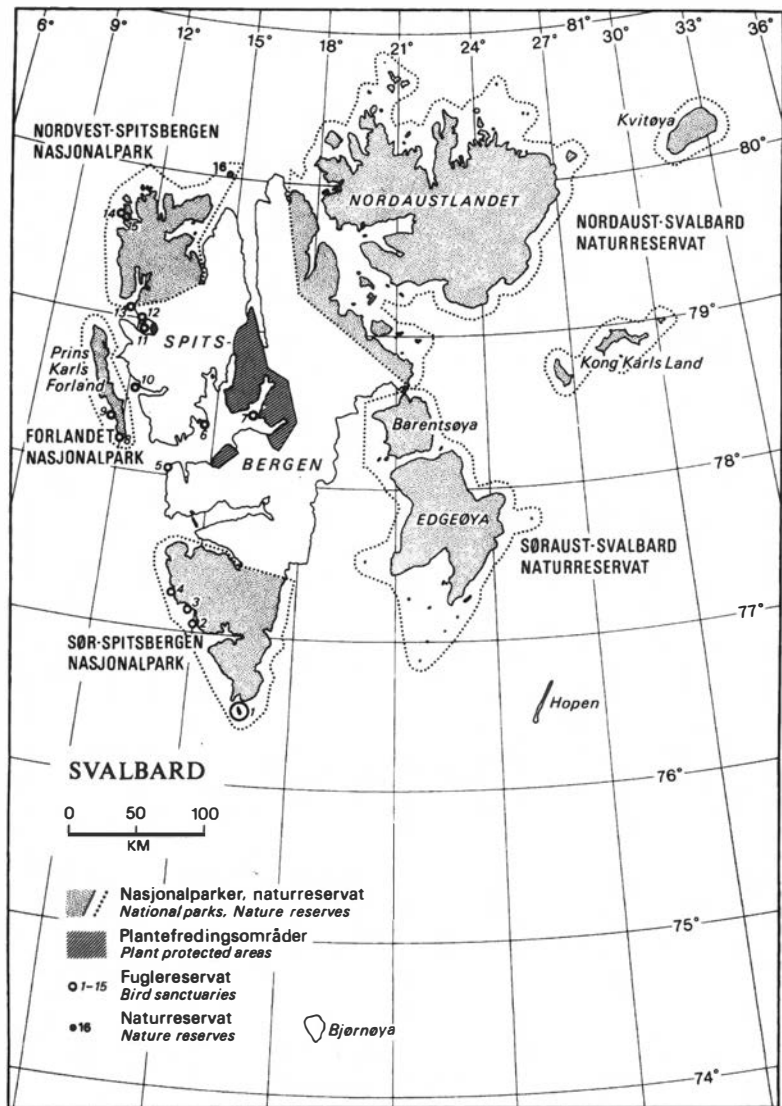 6° 9° 12° 15° 18° 21° 24° 27° 81° 30° 33° 36°
Kvitøya
80°
NORDVEST-SPITSBERGEN
NASJONALPARK
16
NORDAUSTLANDET
14
15
NORDAUST-SVALBARD
NATURRESERVAT
79°
13
12
11
SPITS-
Prins
Karls
Forland
Kong Karls Land
10
9
8
7
6
Barentsøya
FORLANDET
NASJONALPARK
78°
5
BERGEN
EDGEØYA
SØRAUST-SVALBARD
NATURRESERVAT
4
3
2
77°
SØR-SPITSBERGEN
NASJONALPARK
1
Hopen
SVALBARD
76°
0 50 100
KM
Nasjonalparker, naturreservat
National parks, Nature reserves
75°
Plantefredingsområder
Plant protected areas
1–15 Fuglereservat
Bird sanctuaries
16 Naturreservat
Nature reserves
Bjørnøya
74°